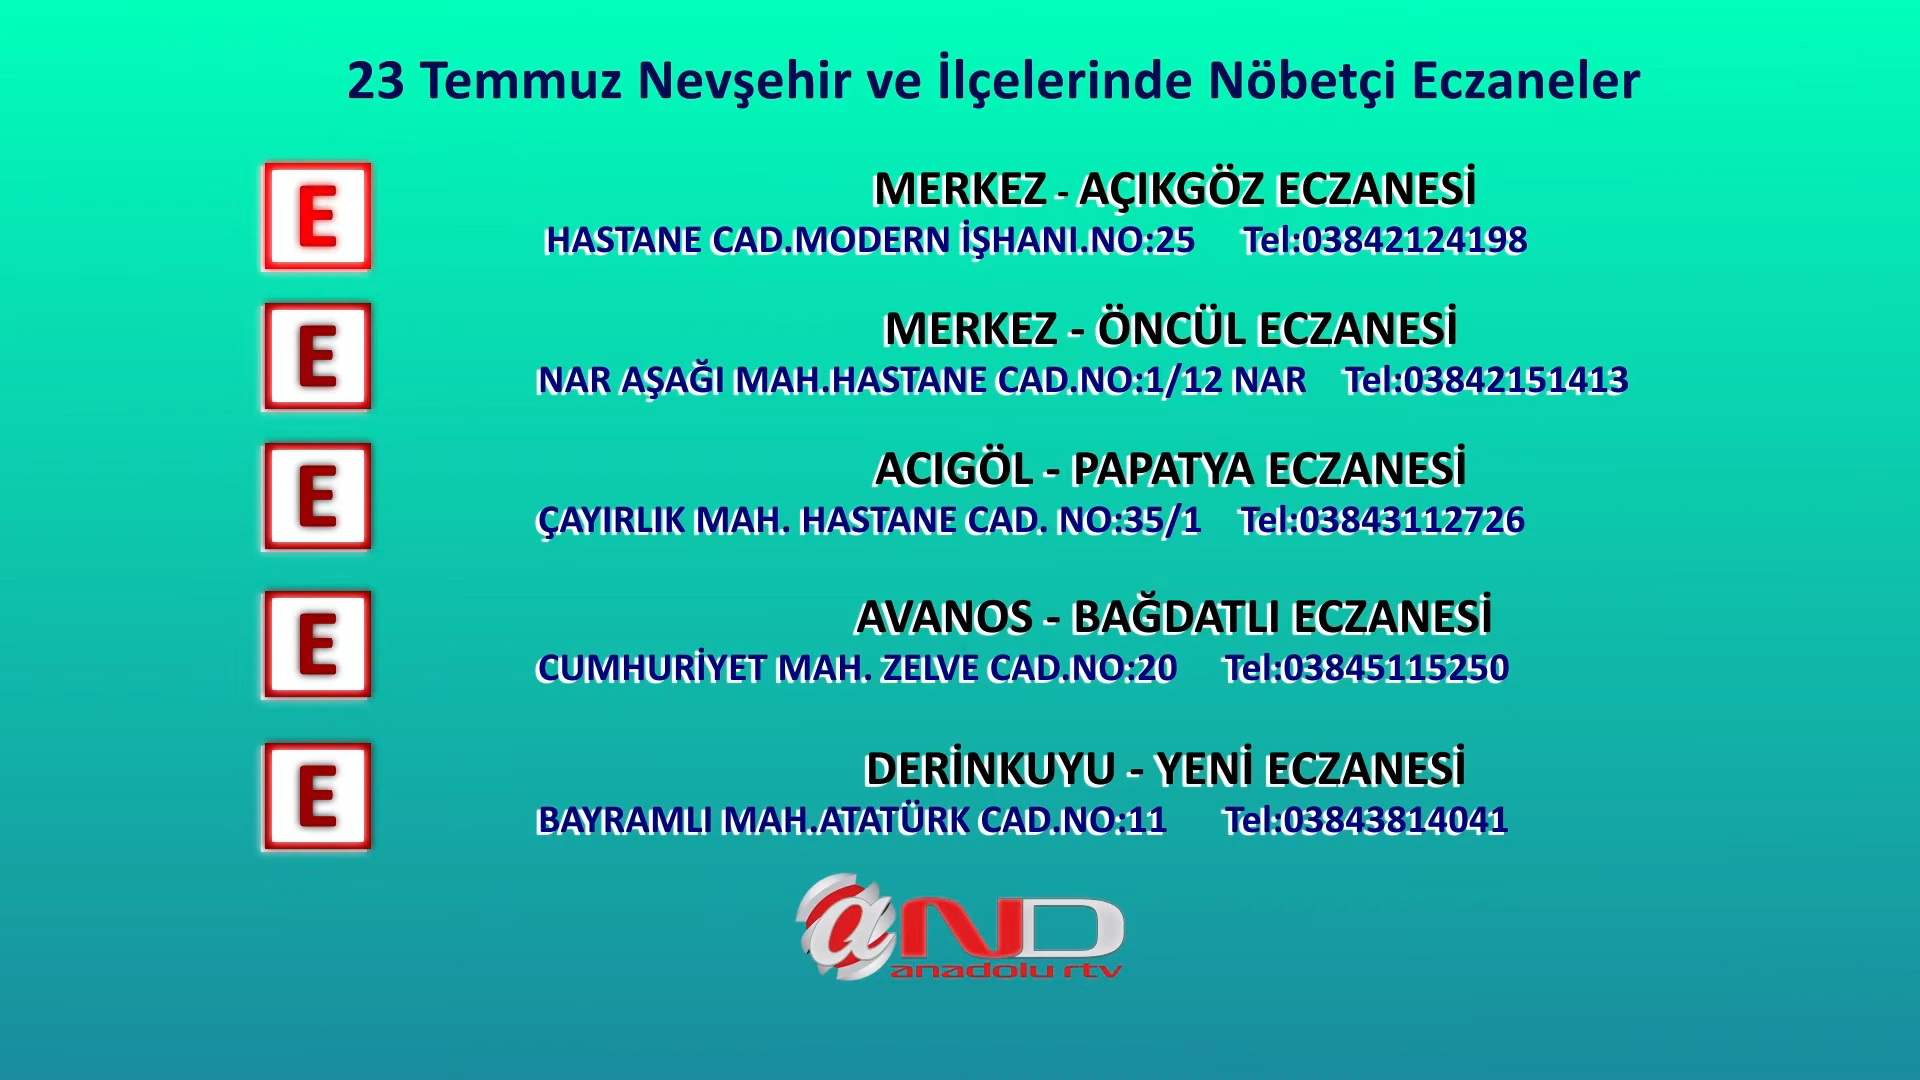 23 Temmuz Nevşehir ve İlçelerinde Nöbetçi Eczaneler
E
MERKEZ - AÇIKGÖZ ECZANESİ
HASTANE CAD.MODERN İŞHANI.NO:25 Tel:03842124198
E
MERKEZ - ÖNCÜL ECZANESİ
NAR AŞAĞI MAH.HASTANE CAD.NO:1/12 NAR Tel:03842151413
E
ACIGÖL - PAPATYA ECZANESİ
ÇAYIRLIK MAH. HASTANE CAD. NO:35/1 Tel:03843112726
E
AVANOS - BAĞDATLI ECZANESİ
CUMHURİYET MAH. ZELVE CAD.NO:20 Tel:03845115250
E
DERİNKUYU - YENİ ECZANESİ
BAYRAMLI MAH.ATATÜRK CAD.NO:11 Tel:03843814041
@ND
anadolu rtv